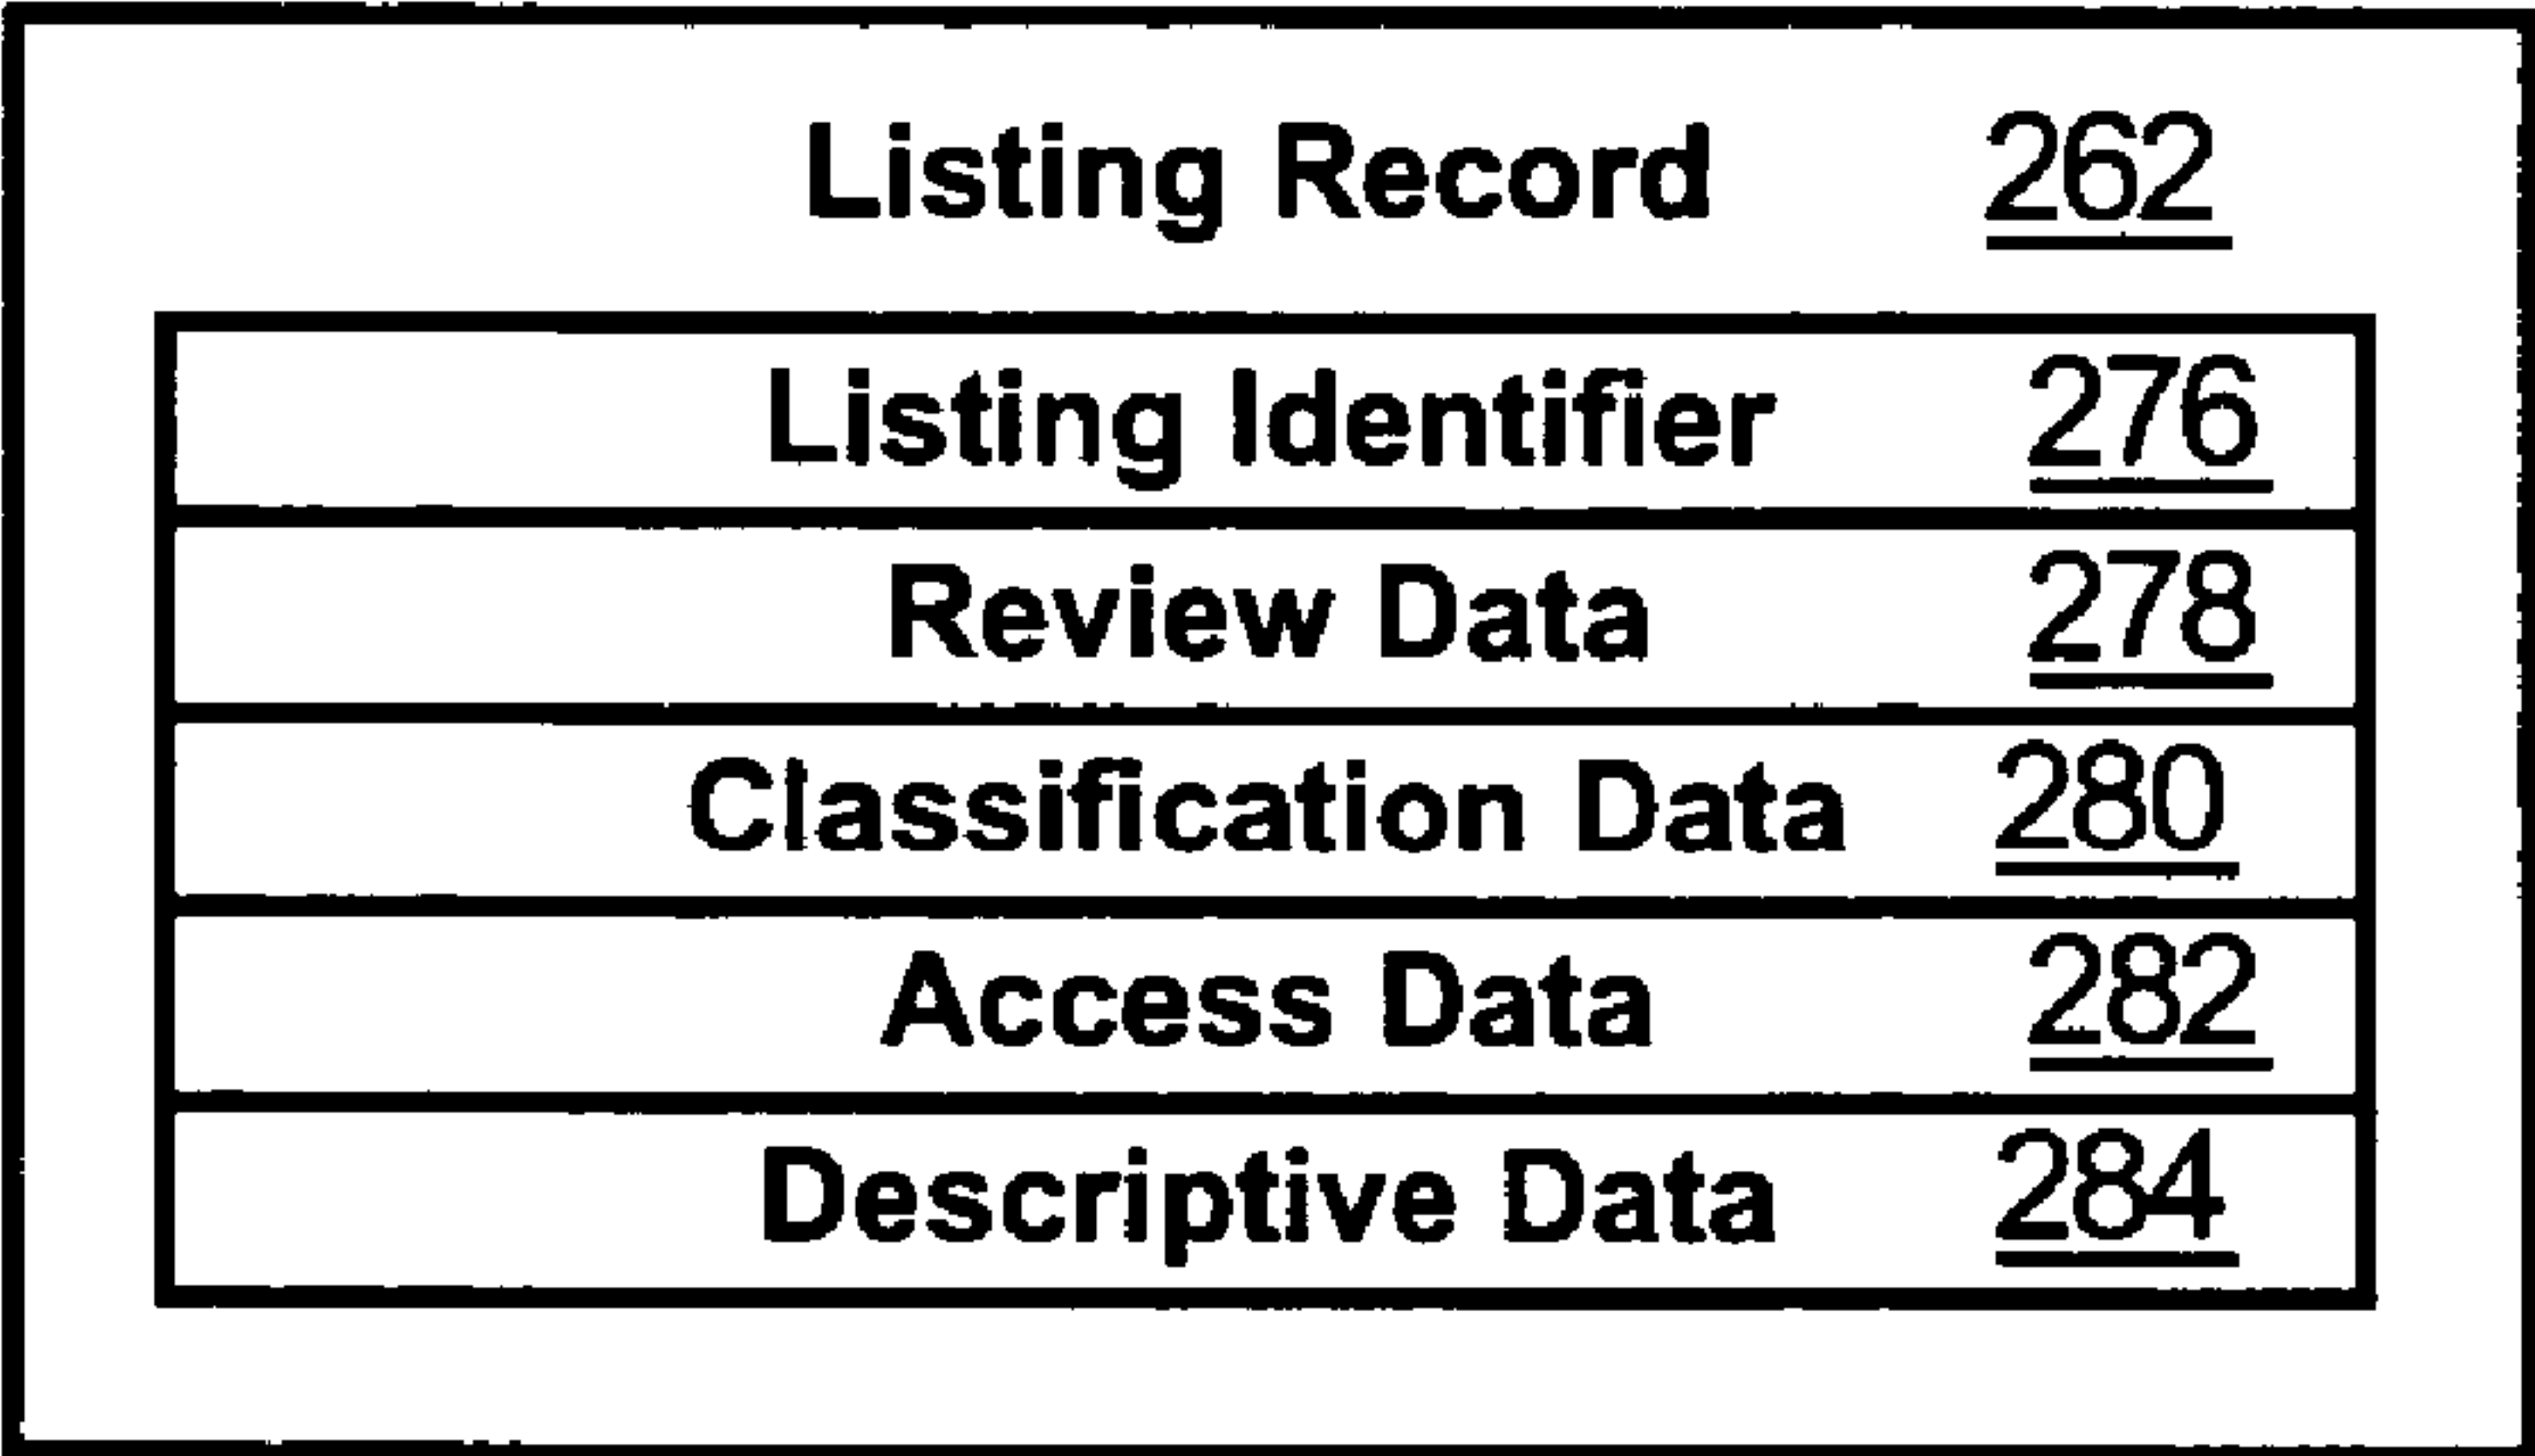 Listing Record 262
Listing Identifier 276
Review Data 278
Classification Data 280
Access Data 282
Descriptive Data 284